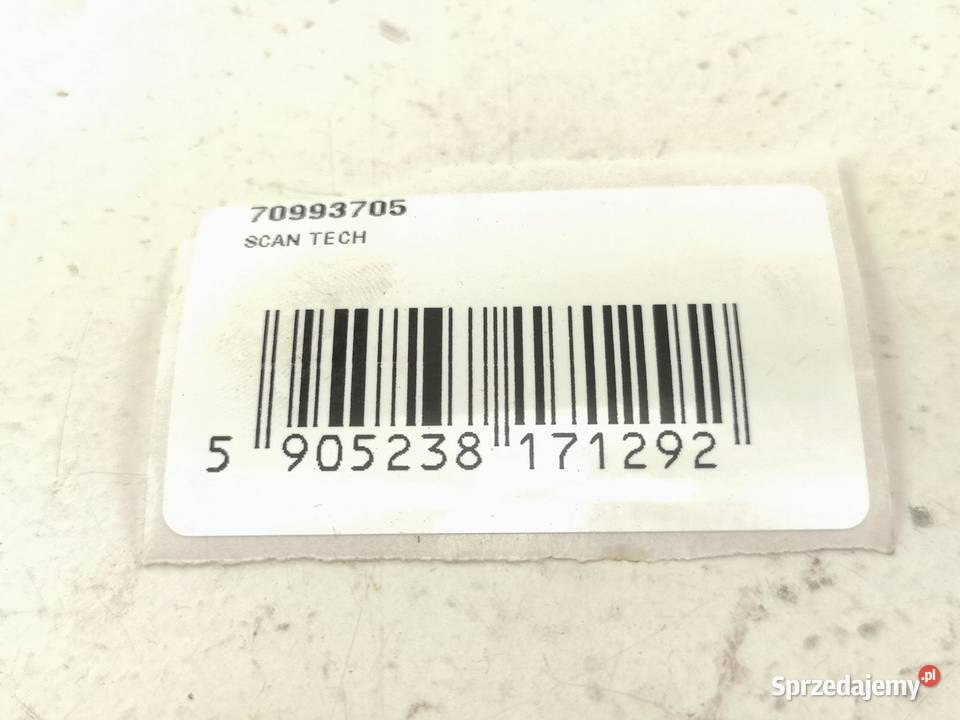 70993705
SCAN TECH
5 905238 171292
Sprzedajemy.pl